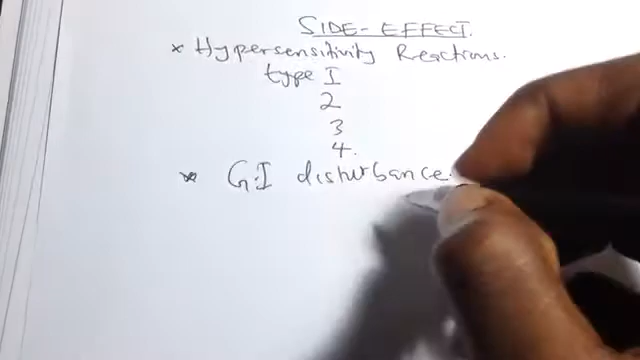 SIDE-EFFECT.
* Hypersensitivity Reactions.
type I
2
3
4.
* G.I disturbance.